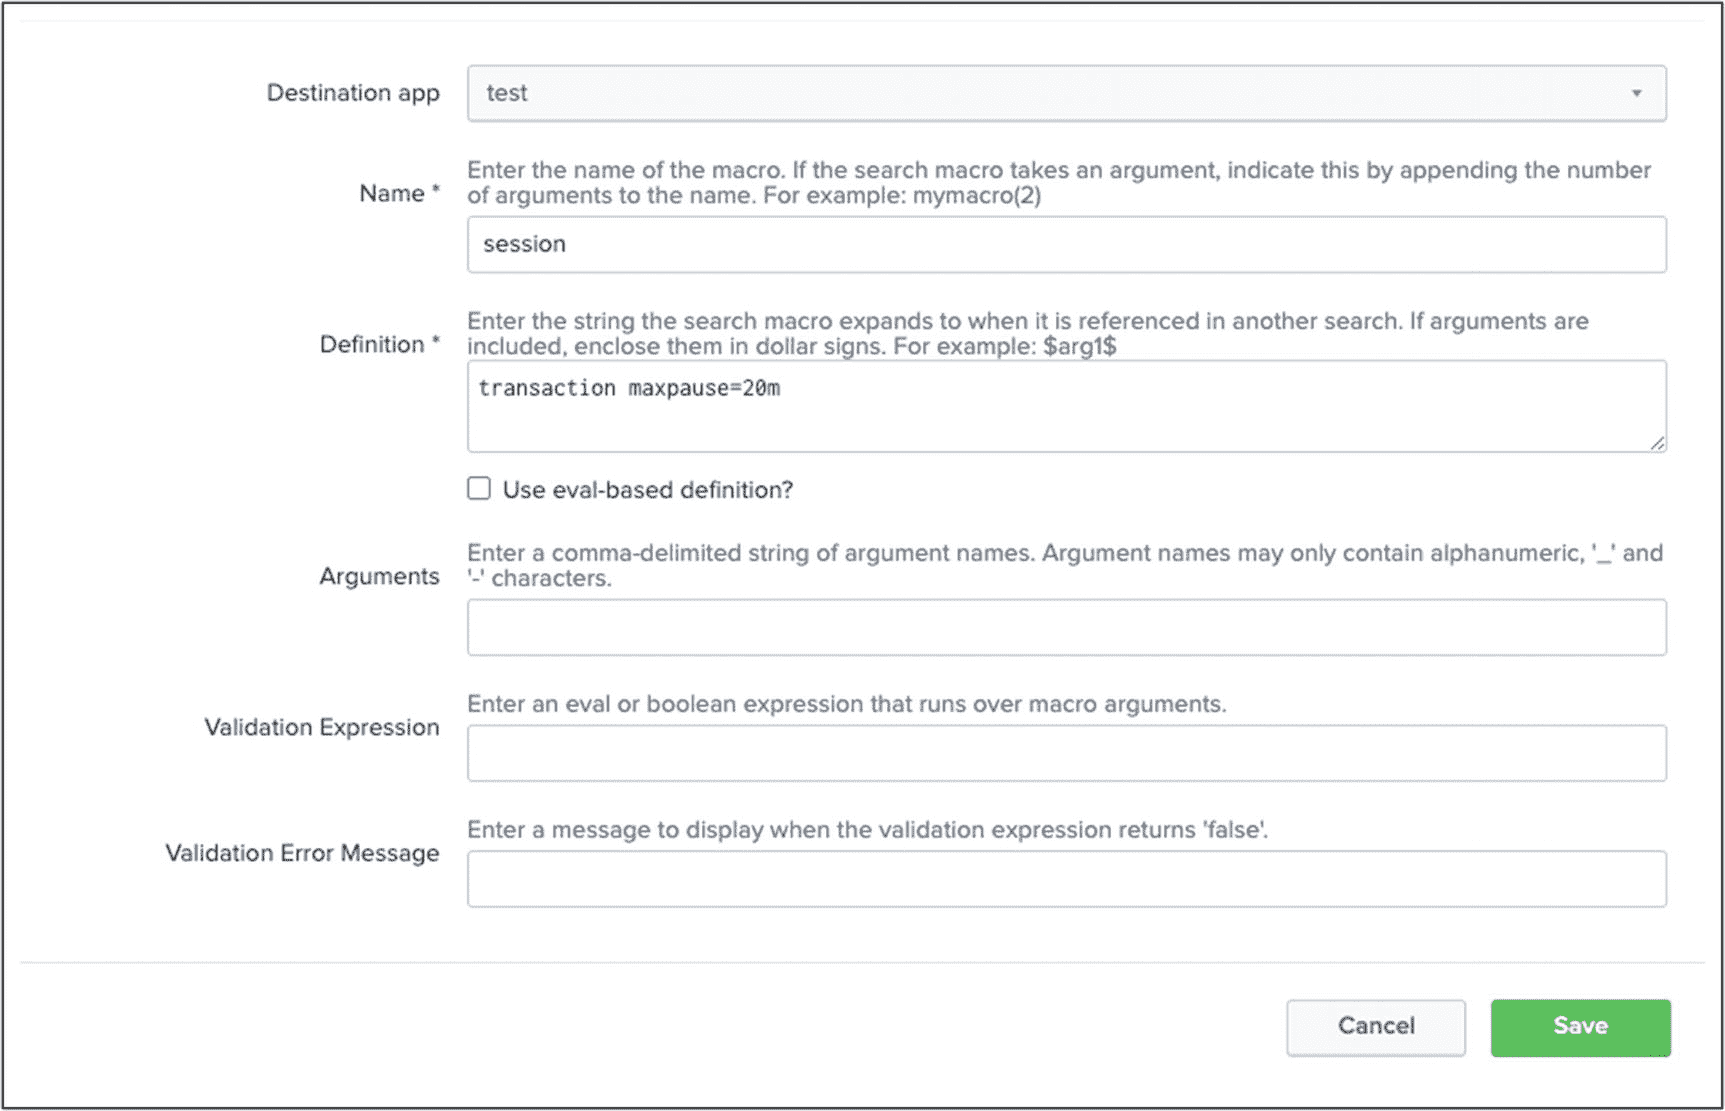 Destination app
test
Name *
Enter the name of the macro. If the search macro takes an argument, indicate this by appending the number
of arguments to the name. For example: mymacro(2)
session
Definition *
Enter the string the search macro expands to when it is referenced in another search. If arguments are
included, enclose them in dollar signs. For example: $arg1$
transaction maxpause=20m
Use eval-based definition?
Arguments
Enter a comma-delimited string of argument names. Argument names may only contain alphanumeric, '_' and
'-' characters.
Validation Expression
Enter an eval or boolean expression that runs over macro arguments.
Validation Error Message
Enter a message to display when the validation expression returns 'false'.
Cancel
Save